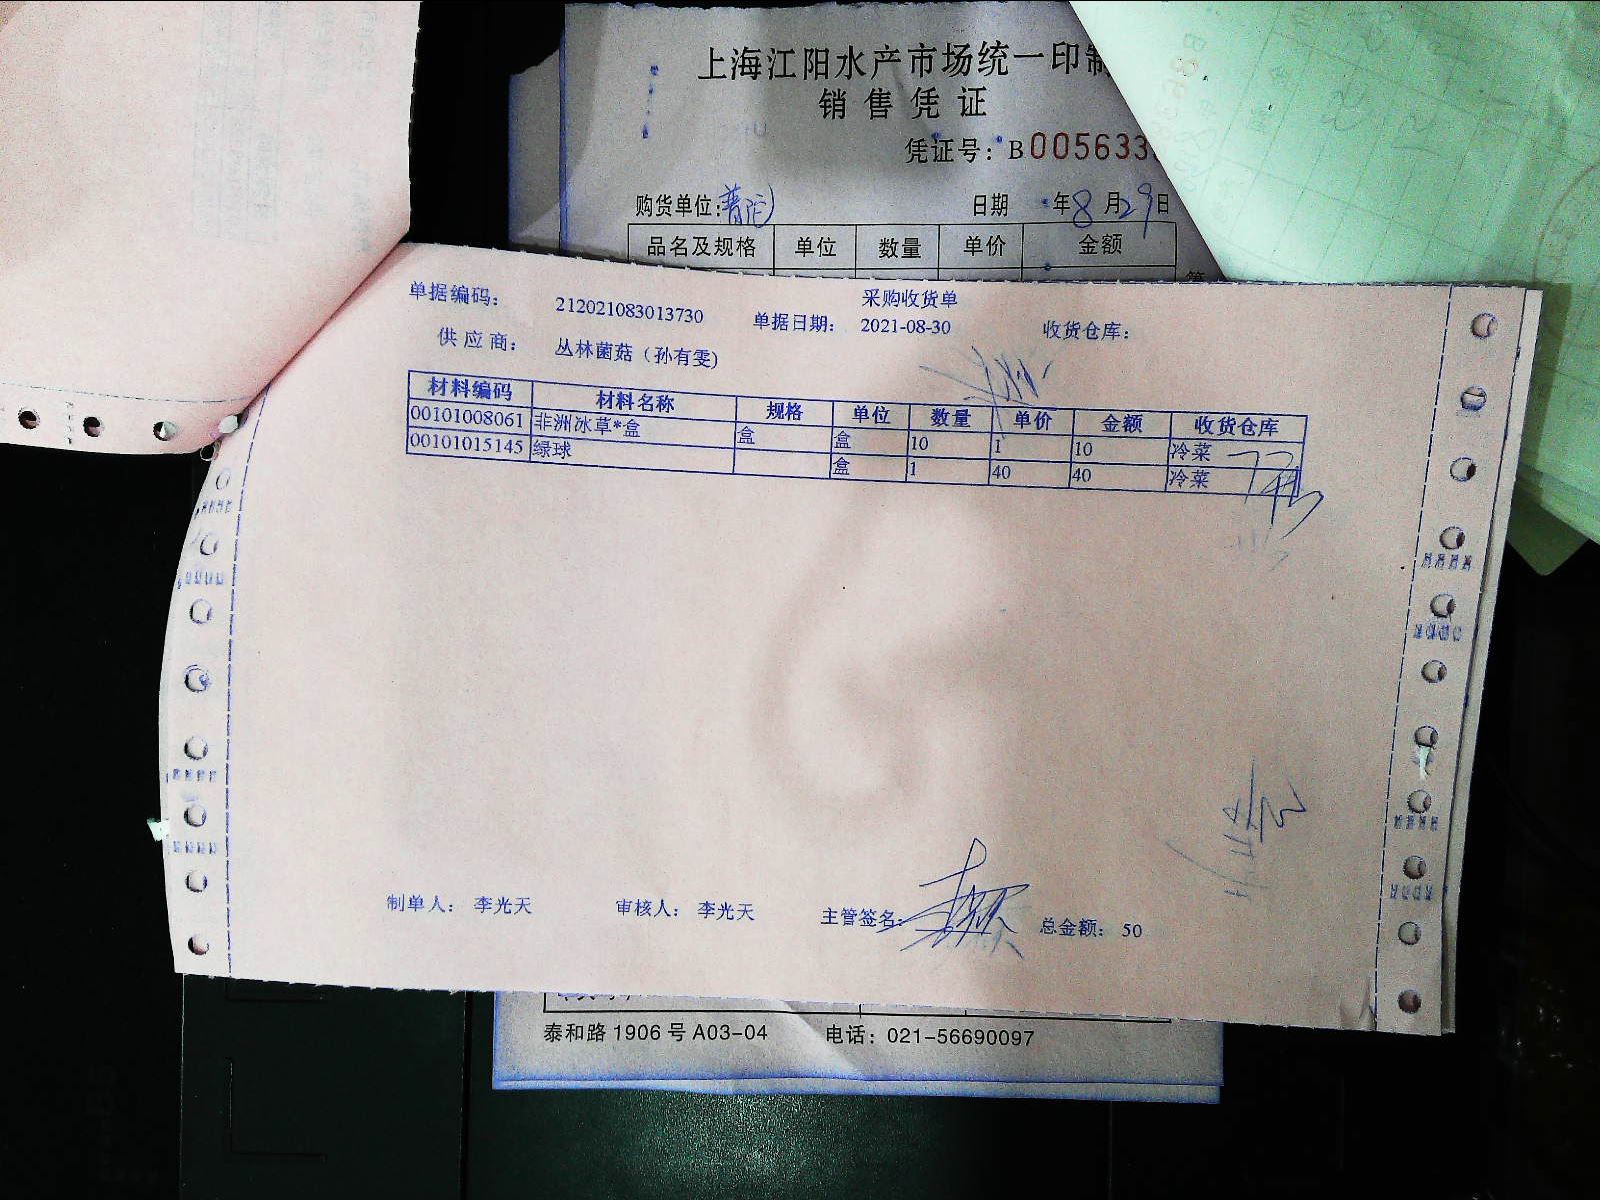 上海江阳水产市场统一印制
销售凭证
凭证号：B005633
购货单位：普陀 日期 年8月29日
品名及规格 单位 数量 单价 金额
采购收货单
单据编码： 212021083013730 单据日期： 2021-08-30 收货仓库：
供应商： 丛林菌菇（孙有雯)
材料编码 材料名称 规格 单位 数量 单价 金额 收货仓库
00101008061 非洲冰草*盒 盒 盒 10 1 10 冷菜
00101015145 绿球 盒 1 40 40 冷菜
制单人： 李光天 审核人： 李光天 主管签名： 总金额： 50
泰和路1906号A03-04 电话：021-56690097